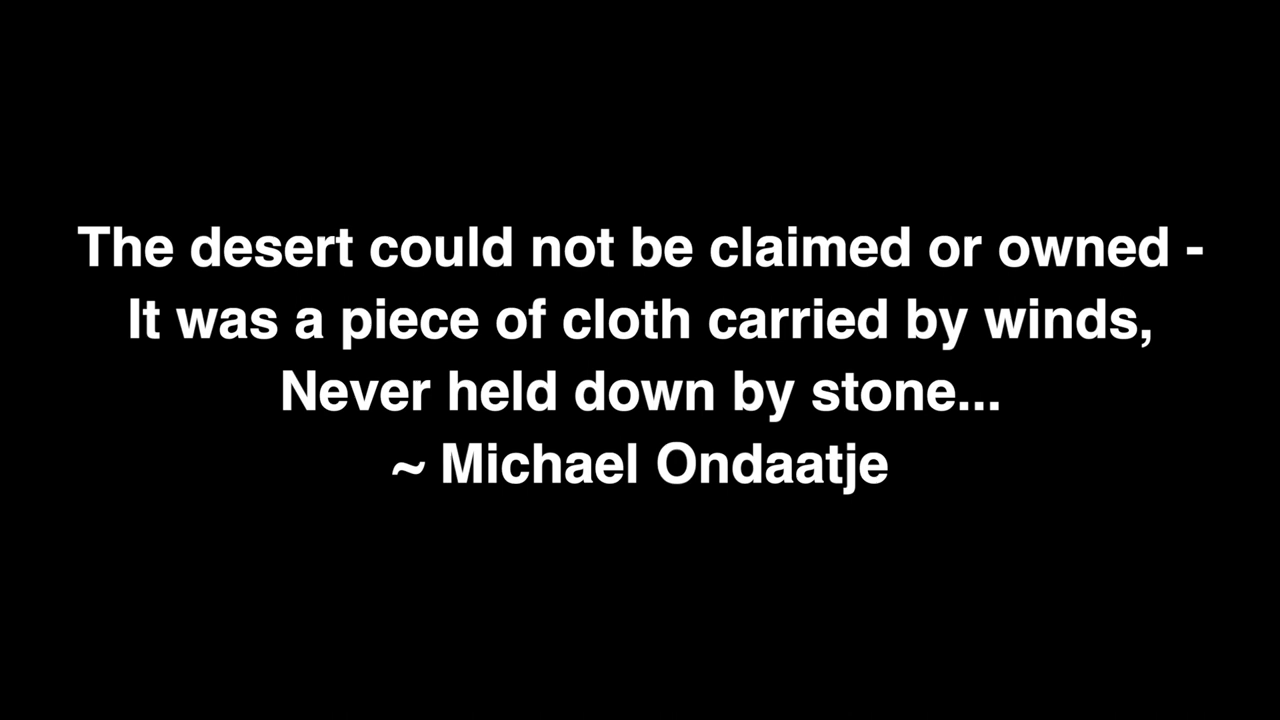 The desert could not be claimed or owned -
It was a piece of cloth carried by winds,
Never held down by stone...
~ Michael Ondaatje